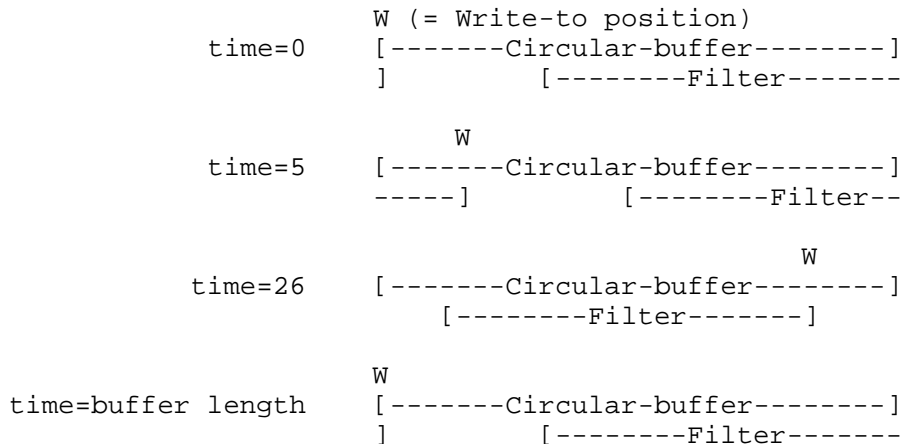 W (= Write-to position)
            time=0    [-------Circular-buffer--------]
                      ]         [--------Filter-------

                           W
            time=5    [-------Circular-buffer--------]
                      -----]         [--------Filter--

                                                W
           time=26    [-------Circular-buffer--------]
                          [--------Filter-------]

                      W
time=buffer length    [-------Circular-buffer--------]
                      ]         [--------Filter-------